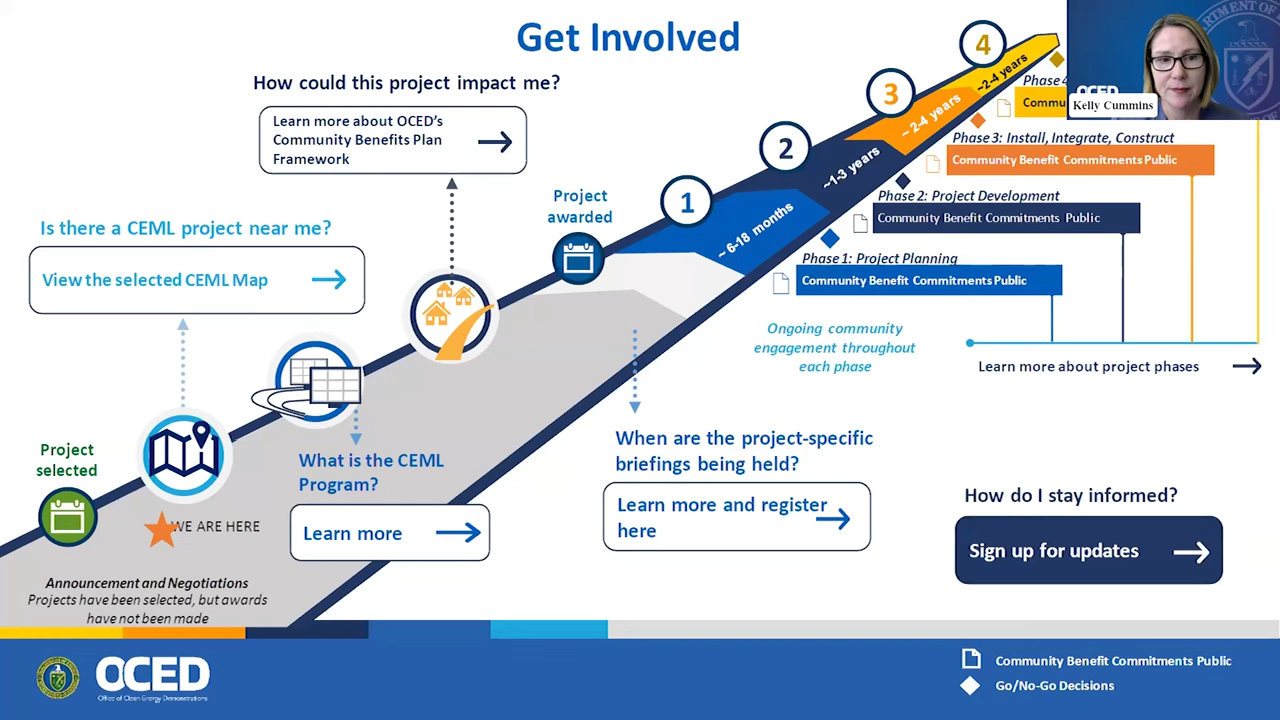 Get Involved
How could this project impact me?
Learn more about OCED's
Community Benefits Plan
Framework
Is there a CEML project near me?
View the selected CEML Map
Project
awarded
Project
selected
WE ARE HERE
Announcement and Negotiations
Projects have been selected, but awards
have not been made
What is the CEML
Program?
Learn more
When are the project-specific
briefings being held?
Learn more and register
here
1
~ 6-18 months
2
~1-3 years
3
~ 2-4 years
4
~2-4 years
Phase 4
Commu
Phase 3: Install, Integrate, Construct
Community Benefit Commitments Public
Phase 2: Project Development
Community Benefit Commitments Public
Phase 1: Project Planning
Community Benefit Commitments Public
Ongoing community
engagement throughout
each phase
Learn more about project phases
How do I stay informed?
Sign up for updates
OCED
Kelly Cummins
OCED
Office of Clean Energy Demonstrations
Community Benefit Commitments Public
Go/No-Go Decisions